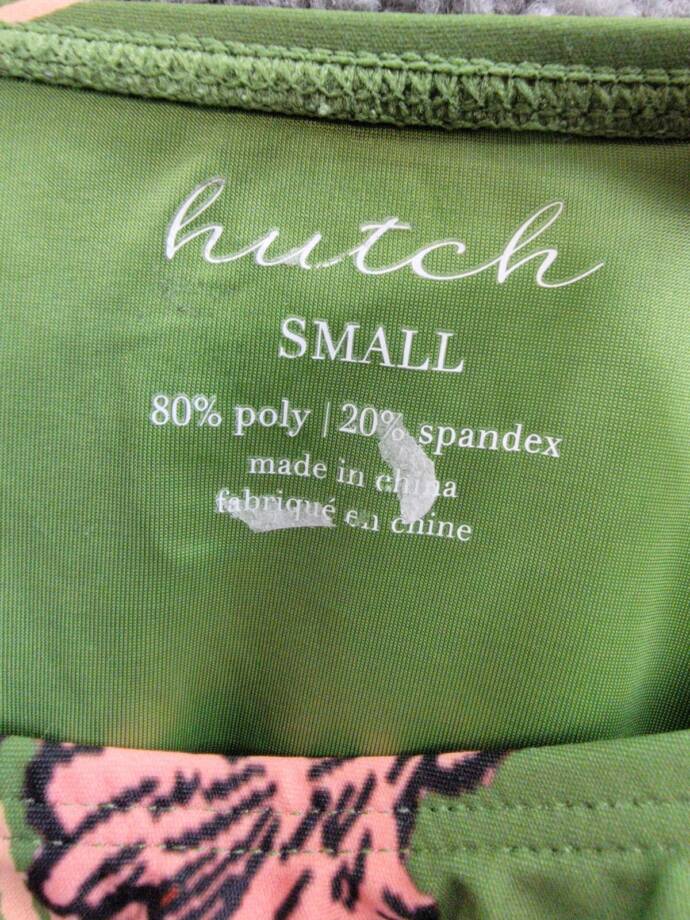 hutch
SMALL
80% poly | 20% spandex
made in china
fabriqué en chine